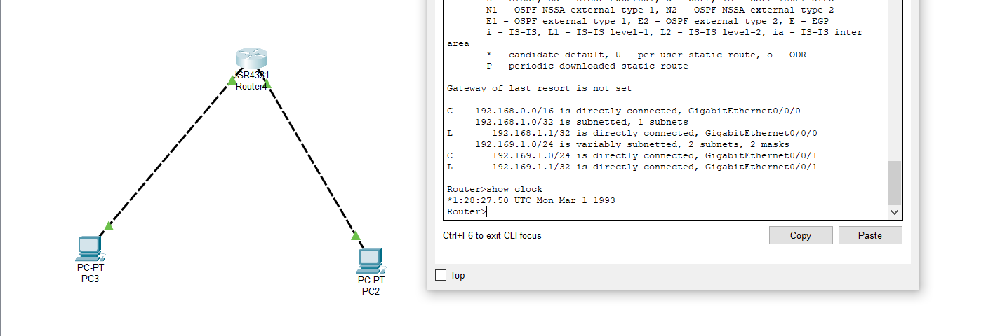 ISR4331
Router4
PC-PT
PC3
PC-PT
PC2
N1 - OSPF NSSA external type 1, N2 - OSPF NSSA external type 2
E1 - OSPF external type 1, E2 - OSPF external type 2, E - EGP
i - IS-IS, L1 - IS-IS level-1, L2 - IS-IS level-2, ia - IS-IS inter
area
* - candidate default, U - per-user static route, o - ODR
P - periodic downloaded static route
Gateway of last resort is not set
C 192.168.0.0/16 is directly connected, GigabitEthernet0/0/0
192.168.1.0/32 is subnetted, 1 subnets
L 192.168.1.1/32 is directly connected, GigabitEthernet0/0/0
192.169.1.0/24 is variably subnetted, 2 subnets, 2 masks
C 192.169.1.0/24 is directly connected, GigabitEthernet0/0/1
L 192.169.1.1/32 is directly connected, GigabitEthernet0/0/1
Router>show clock
*1:28:27.50 UTC Mon Mar 1 1993
Router>
Ctrl+F6 to exit CLI focus
Copy
Paste
Top